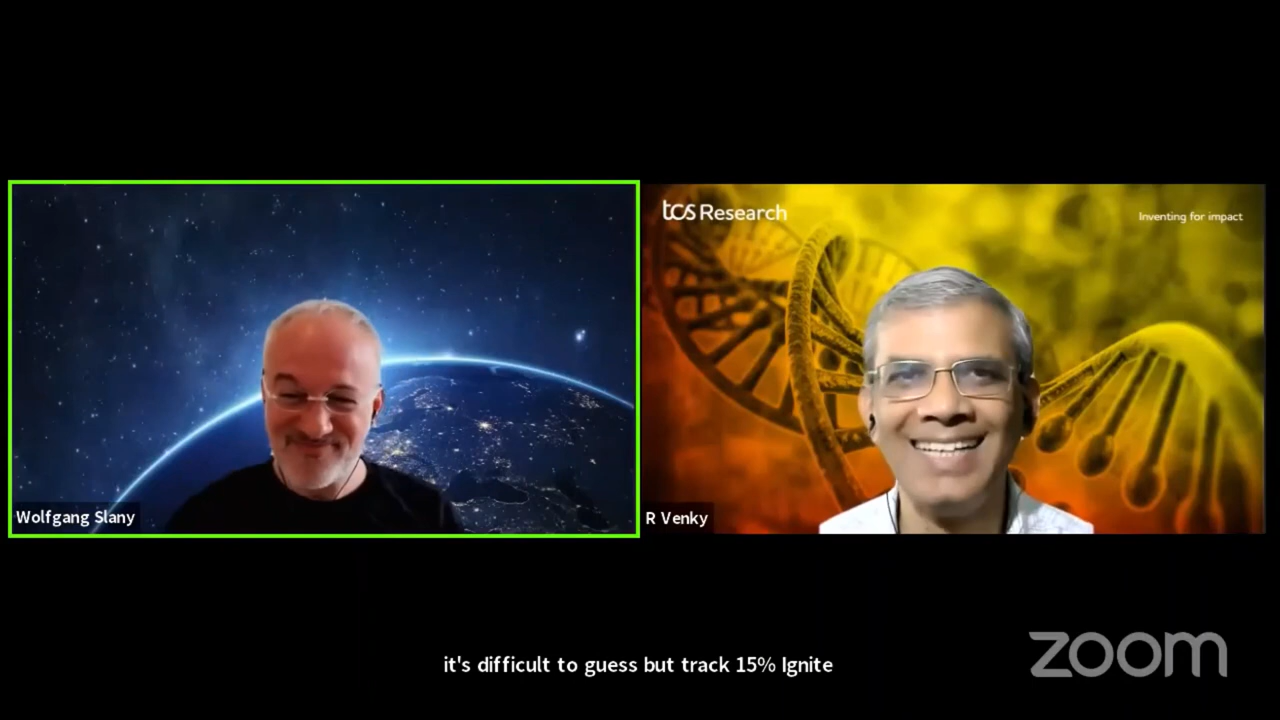 tcs Research
Inventing for impact
Wolfgang Slany
R Venky
it's difficult to guess but track 15% Ignite
zoom